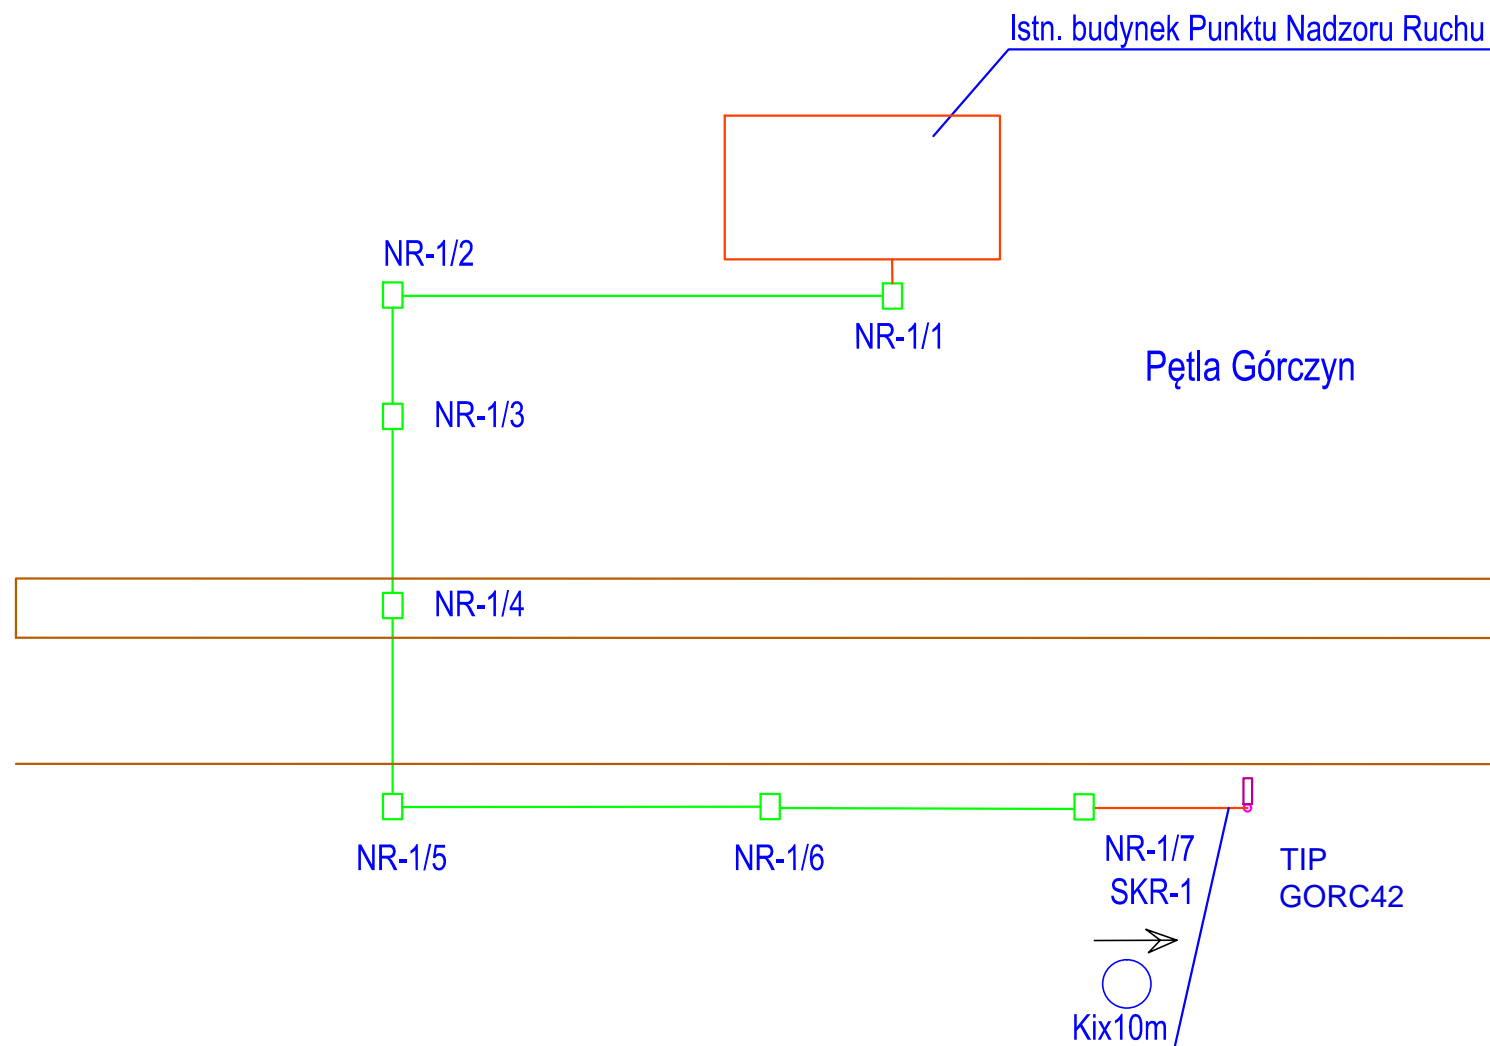 Istn. budynek Punktu Nadzoru Ruchu
NR-1/2
NR-1/1
Pętla Górczyn
NR-1/3
NR-1/4
NR-1/5
NR-1/6
NR-1/7
SKR-1
TIP
GORC42
Kix10m